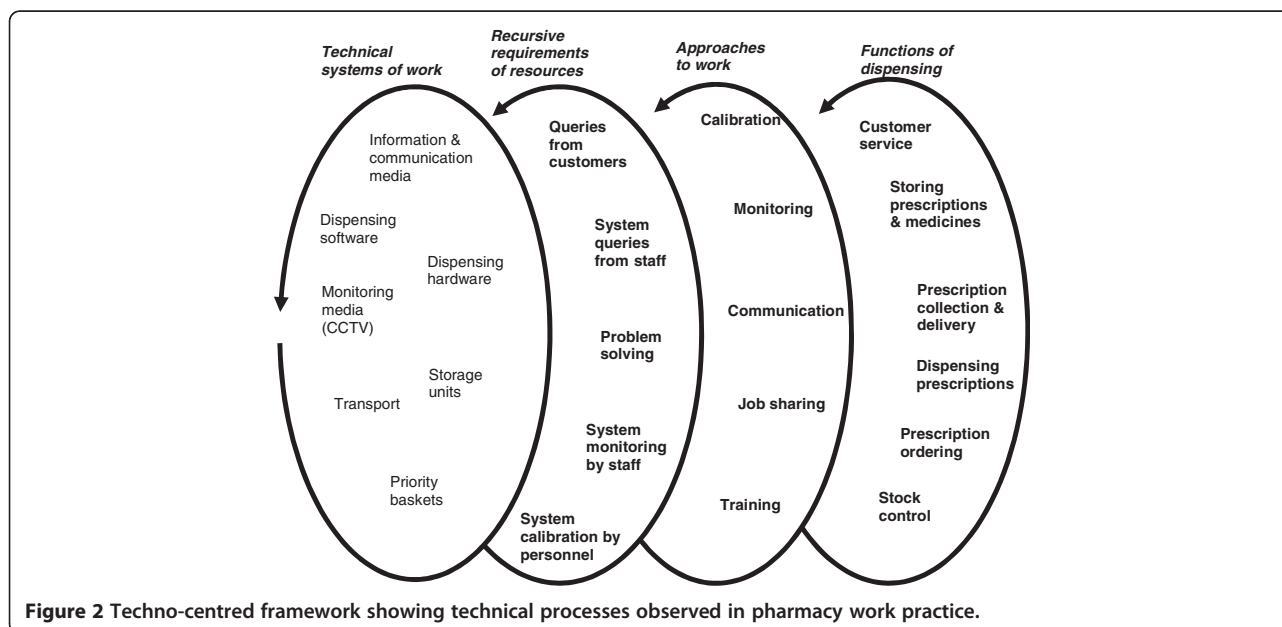 Technical
systems of work
Recursive
requirements
of resources
Approaches
to work
Functions of
dispensing
Information &
communication
media
Dispensing
software
Dispensing
hardware
Monitoring
media
(CCTV)
Storage
units
Transport
Priority
baskets
Queries
from
customers
System
queries
from staff
Problem
solving
System
monitoring
by staff
System
calibration by
personnel
Calibration
Monitoring
Communication
Job sharing
Training
Customer
service
Storing
prescriptions
& medicines
Prescription
collection &
delivery
Dispensing
prescriptions
Prescription
ordering
Stock
control
Figure 2 Techno-centred framework showing technical processes observed in pharmacy work practice.